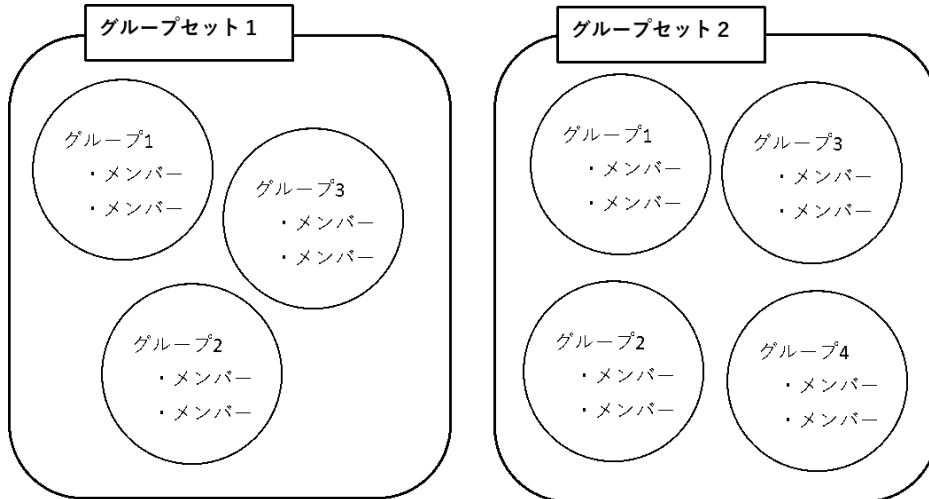 グループセット1
グループ1
・メンバー
・メンバー
グループ3
・メンバー
・メンバー
グループ2
・メンバー
・メンバー
グループセット2
グループ1
・メンバー
・メンバー
グループ3
・メンバー
・メンバー
グループ2
・メンバー
・メンバー
グループ4
・メンバー
・メンバー